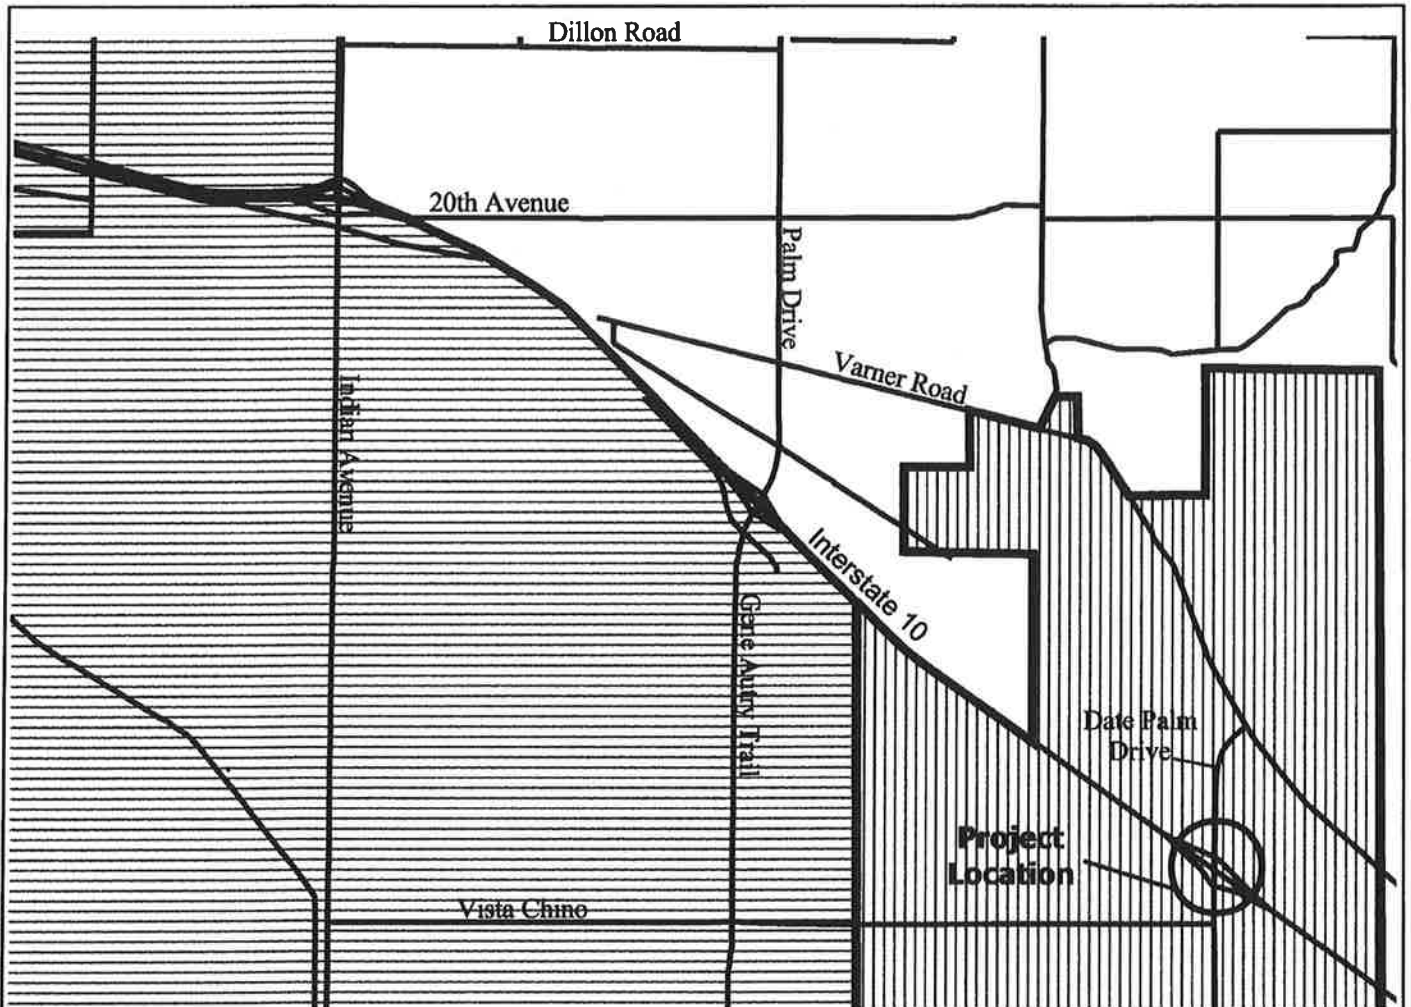 Dillon Road
20th Avenue
Palm Drive
Varner Road
Indian Avenue
Interstate 10
Gene Autry Trail
Date Palm
Drive
Project
Location
Vista Chino